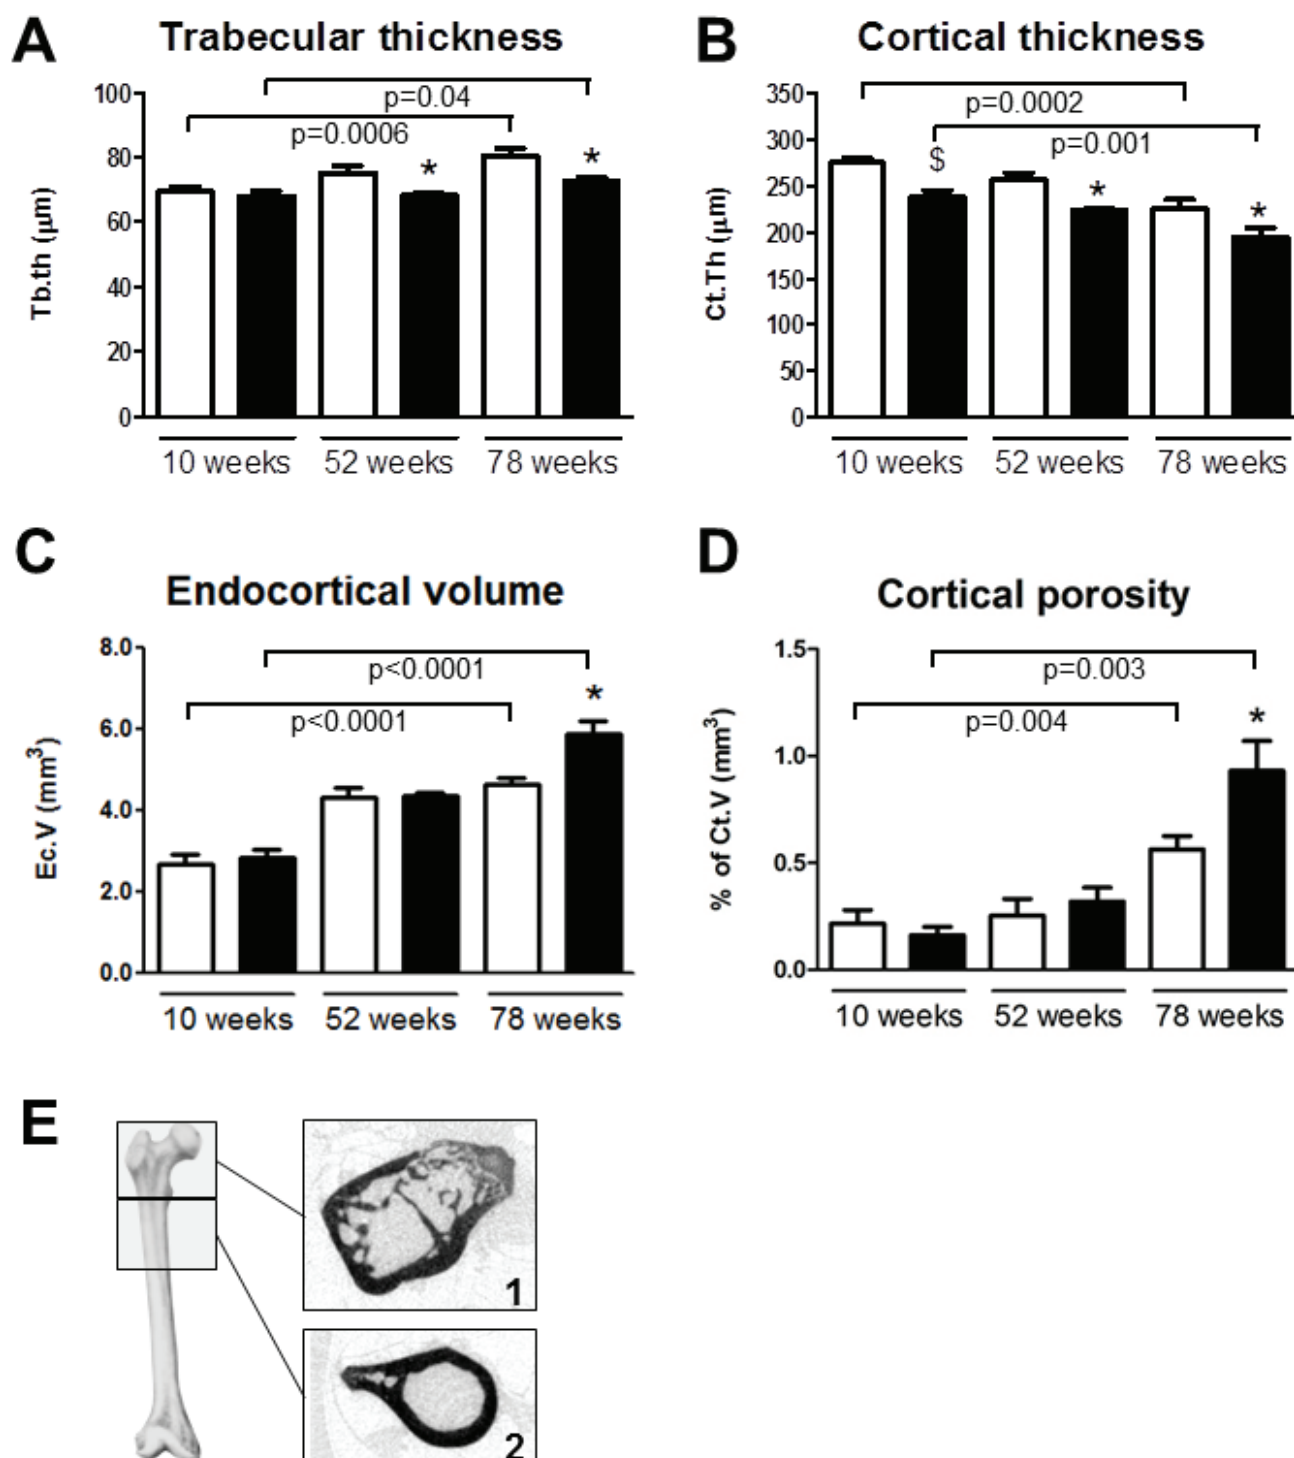 A
Trabecular thickness
Tb.th (μm)
100
80
60
40
20
0
p=0.04
p=0.0006
*
*
10 weeks
52 weeks
78 weeks
B
Cortical thickness
Ct.Th (μm)
350
300
250
200
150
100
50
0
p=0.0002
p=0.001
$
*
*
10 weeks
52 weeks
78 weeks
C
Endocortical volume
Ec.V (mm³)
8.0
6.0
4.0
2.0
0.0
p<0.0001
p<0.0001
*
10 weeks
52 weeks
78 weeks
D
Cortical porosity
% of Ct.V (mm³)
1.5
1.0
0.5
0.0
p=0.003
p=0.004
*
10 weeks
52 weeks
78 weeks
E
1
2